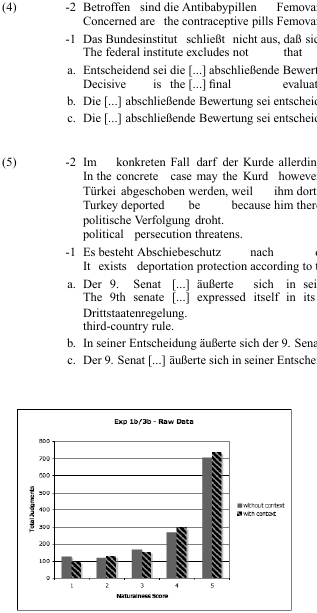 (4) -2 Betroffen sind die Antibabypillen Femova
Concerned are the contraceptive pills Femova
-1 Das Bundesinstitut schließt nicht aus, daß sic
The federal institute excludes not that
a. Entscheidend sei die [...] abschließende Bewert
Decisive is the [...] final evaluat
b. Die [...] abschließende Bewertung sei entscheid
c. Die [...] abschließende Bewertung sei entscheid
(5) -2 Im konkreten Fall darf der Kurde allerdin
In the concrete case may the Kurd however
Türkei abgeschoben werden, weil ihm dort
Turkey deported be because him there
politische Verfolgung droht.
political persecution threatens.
-1 Es besteht Abschiebeschutz nach
It exists deportation protection according to t
a. Der 9. Senat [...] äußerte sich in sei
The 9th senate [...] expressed itself in its
Drittstaatenregelung.
third-country rule.
b. In seiner Entscheidung äußerte sich der 9. Sena
c. Der 9. Senat [...] äußerte sich in seiner Entsche
Exp 1b/3b - Raw Data
Total Judgments
800
700
600
500
400
300
200
100
0
1 2 3 4 5
Naturalness Score
without context
with context